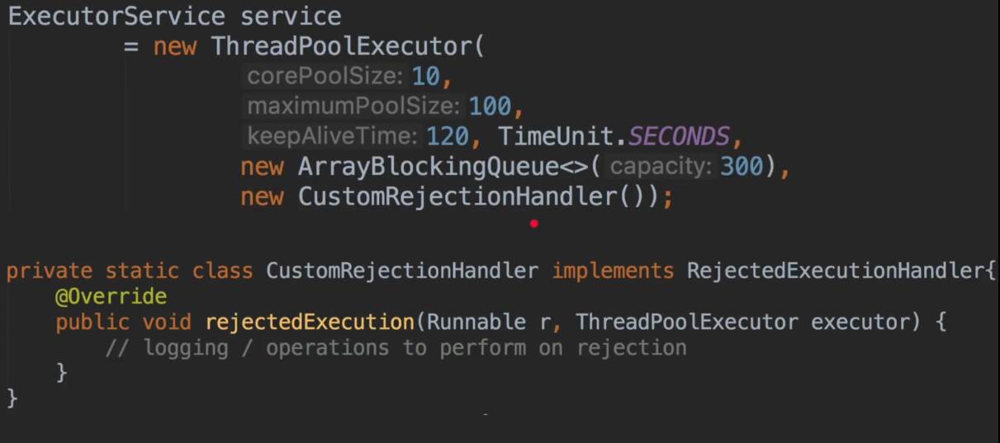 ExecutorService service
= new ThreadPoolExecutor(
corePoolSize: 10,
maximumPoolSize: 100,
keepAliveTime: 120, TimeUnit.SECONDS,
new ArrayBlockingQueue<>( capacity: 300),
new CustomRejectionHandler());
private static class CustomRejectionHandler implements RejectedExecutionHandler{
@Override
public void rejectedExecution(Runnable r, ThreadPoolExecutor executor) {
// logging / operations to perform on rejection
}
}